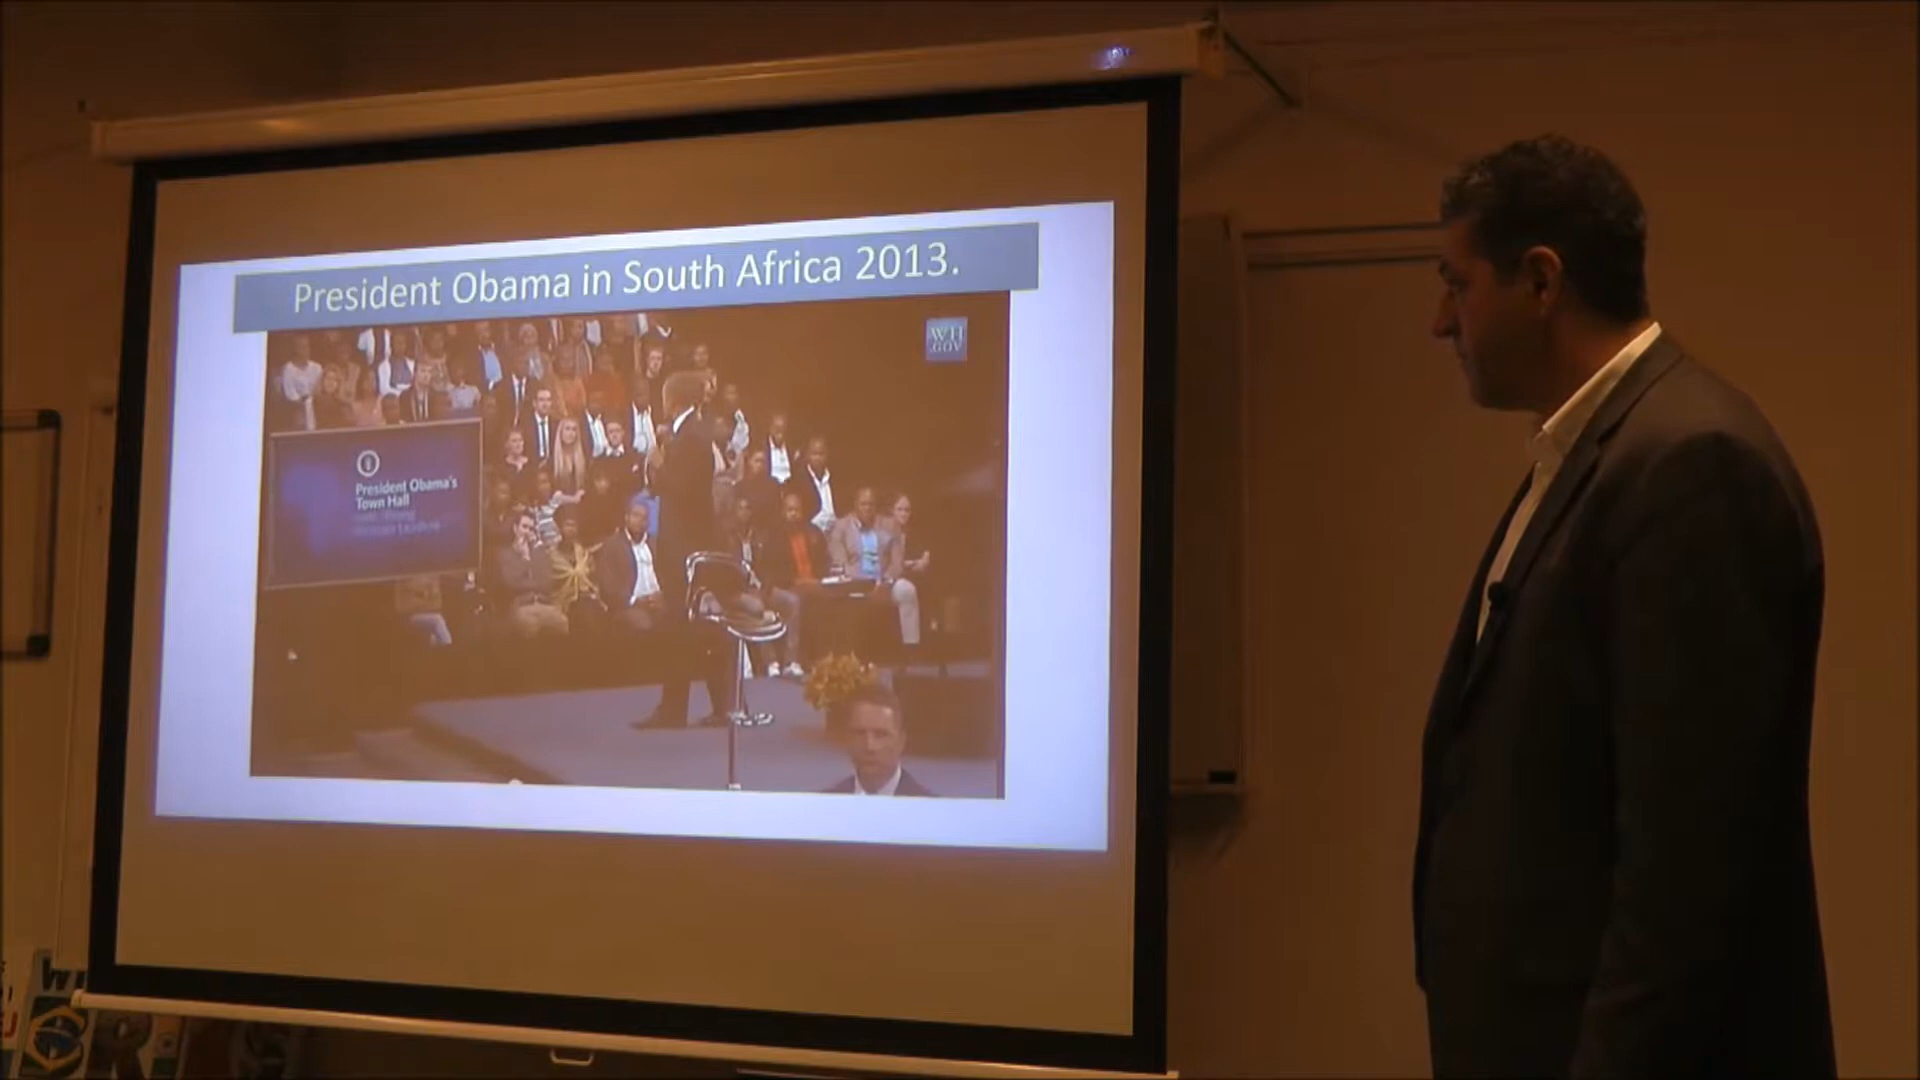 President Obama in South Africa 2013.
WH
.GOV
President Obama's
Town Hall
W